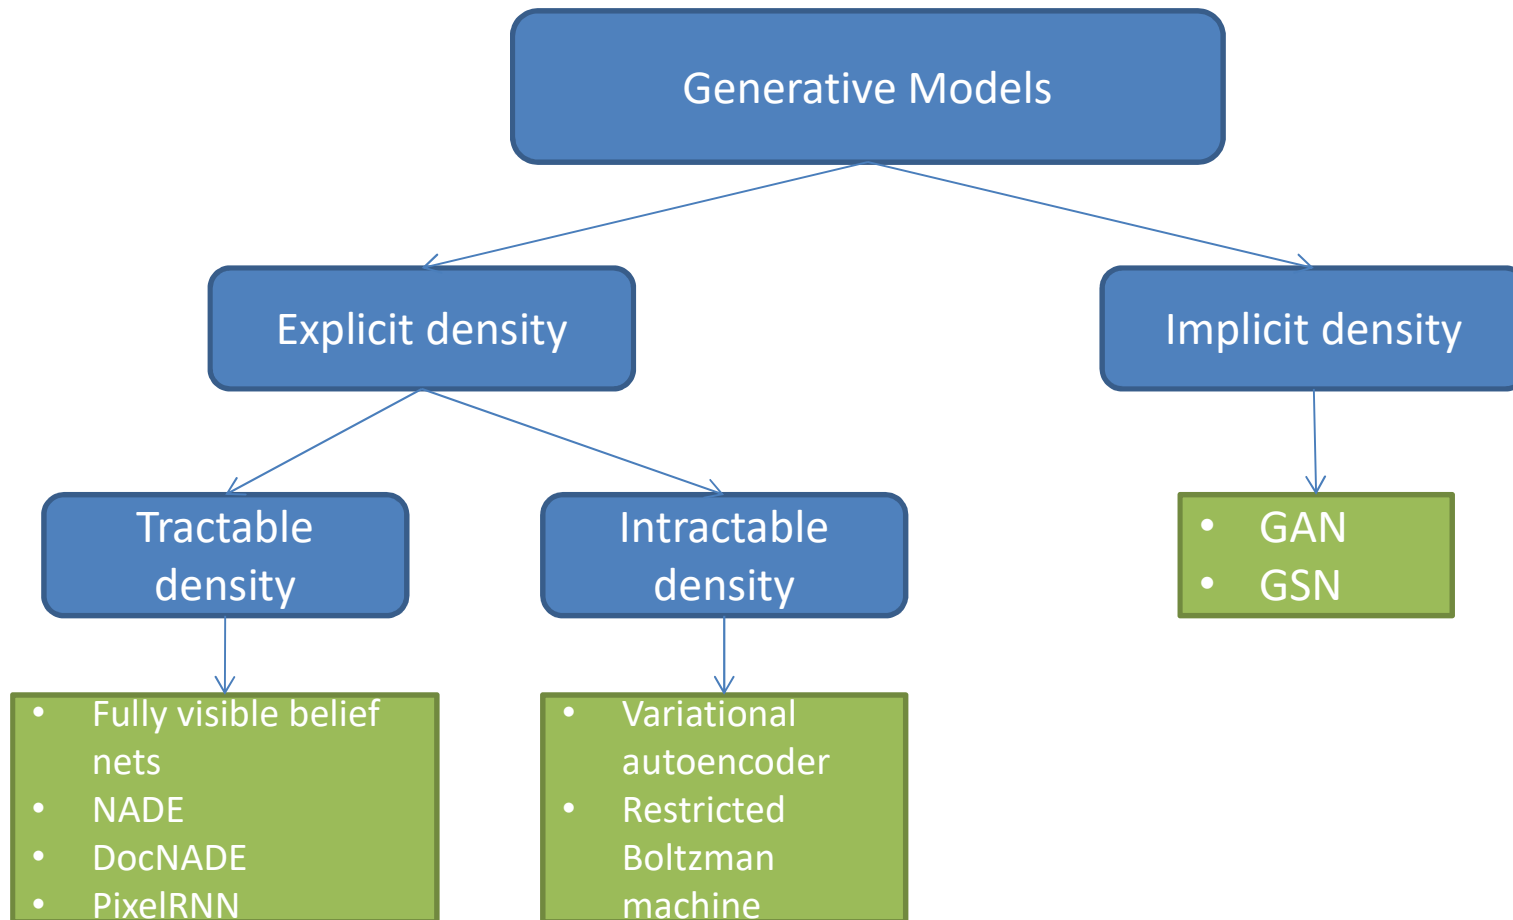 Generative Models
Explicit density
Implicit density
Tractable
density
Intractable
density
• GAN
• GSN
• Fully visible belief
nets
• NADE
• DocNADE
• PixelRNN
• Variational
autoencoder
• Restricted
Boltzman
machine